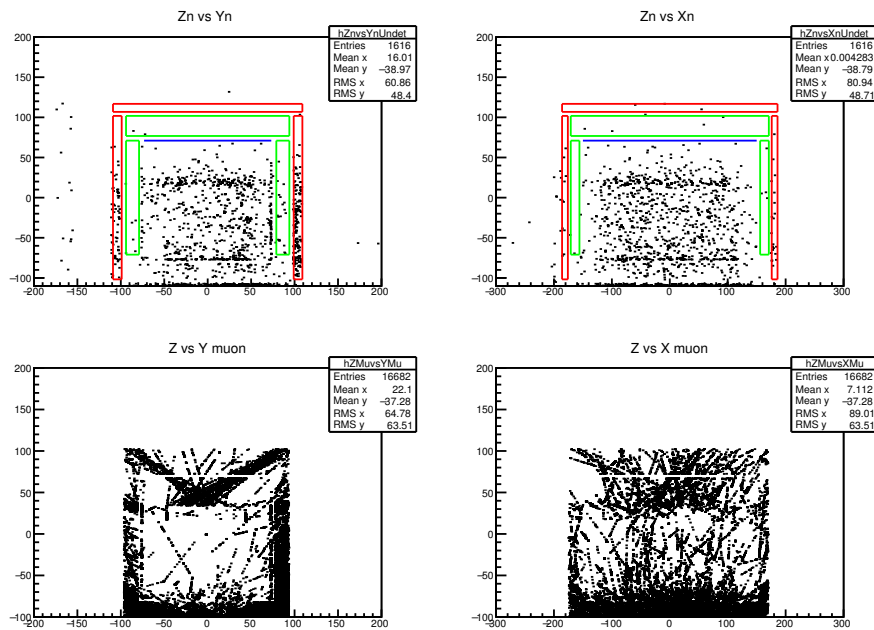 Zn vs Yn
hZnvsYnUndet
Entries 1616
Mean x 16.01
Mean y −38.97
RMS x 60.86
RMS y 48.4
200
150
100
50
0
−50
−100
−200 −150 −100 −50 0 50 100 150 200
Zn vs Xn
hZnvsXnUndet
Entries 1616
Mean x 0.004283
Mean y −38.79
RMS x 80.94
RMS y 48.71
200
150
100
50
0
−50
−100
−300 −200 −100 0 100 200 300
Z vs Y muon
hZMuvsYMu
Entries 16682
Mean x 22.1
Mean y −37.28
RMS x 64.78
RMS y 63.51
200
150
100
50
0
−50
−100
−200 −150 −100 −50 0 50 100 150 200
Z vs X muon
hZMuvsXMu
Entries 16682
Mean x 7.112
Mean y −37.28
RMS x 89.01
RMS y 63.51
200
150
100
50
0
−50
−100
−300 −200 −100 0 100 200 300